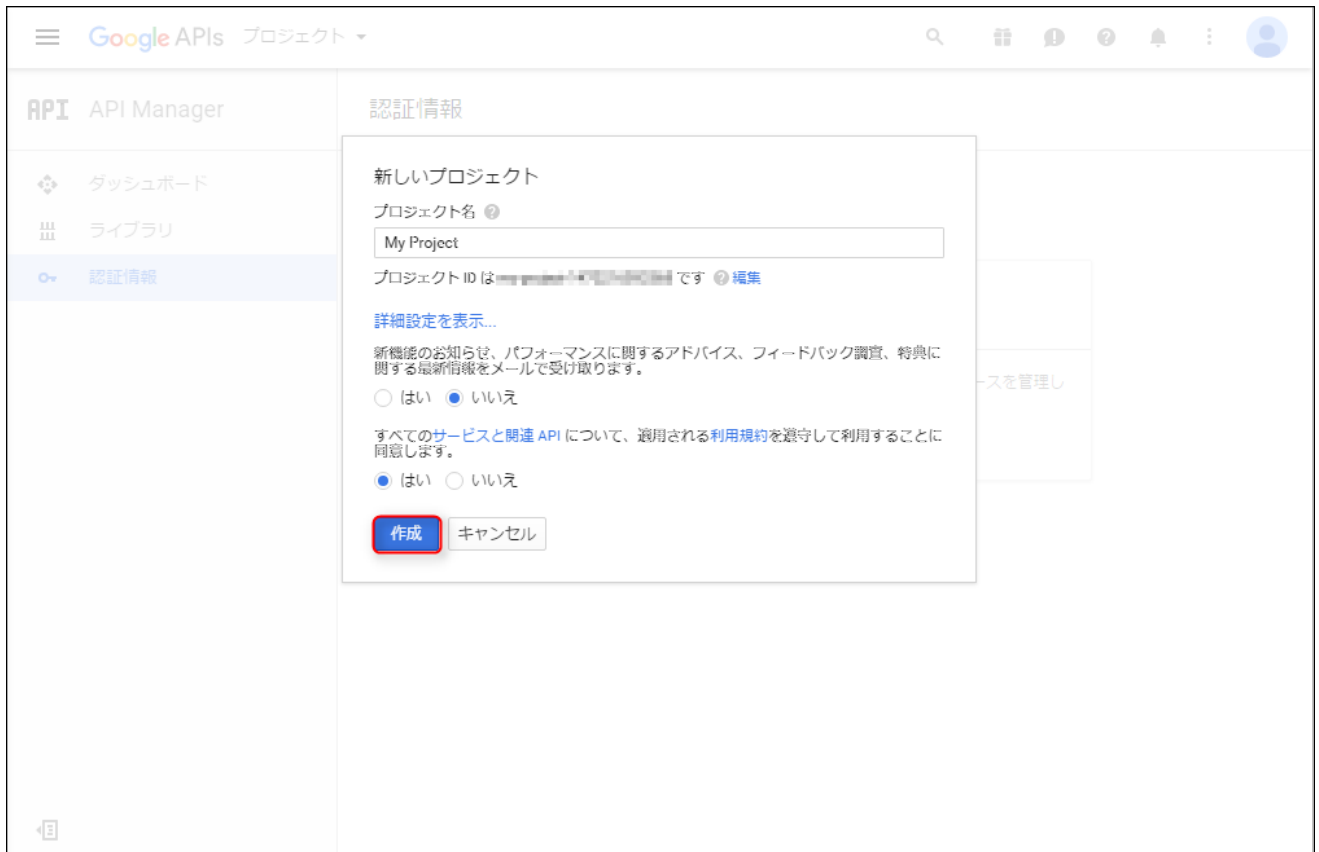 Google APIs プロジェクト
API API Manager
認証情報
ダッシュボード
ライブラリ
認証情報
新しいプロジェクト
プロジェクト名
My Project
プロジェクト ID は です 編集
詳細設定を表示...
新機能のお知らせ、パフォーマンスに関するアドバイス、フィードバック調査、特典に
関する最新情報をメールで受け取ります。
はい いいえ
すべてのサービスと関連 API について、適用される利用規約を遵守して利用することに
同意します。
はい いいえ
作成 キャンセル
ースを管理し